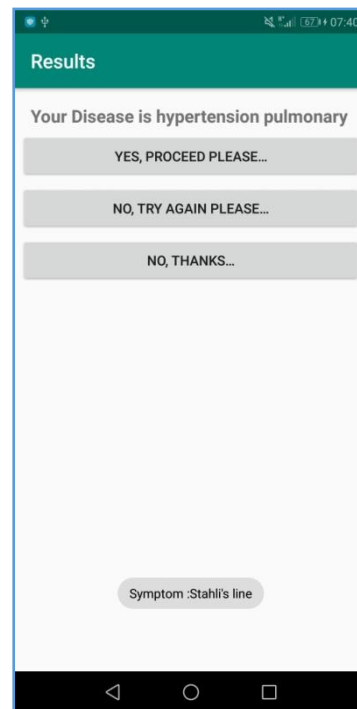 67 07:40
Results
Your Disease is hypertension pulmonary
YES, PROCEED PLEASE...
NO, TRY AGAIN PLEASE...
NO, THANKS...
Symptom :Stahli's line